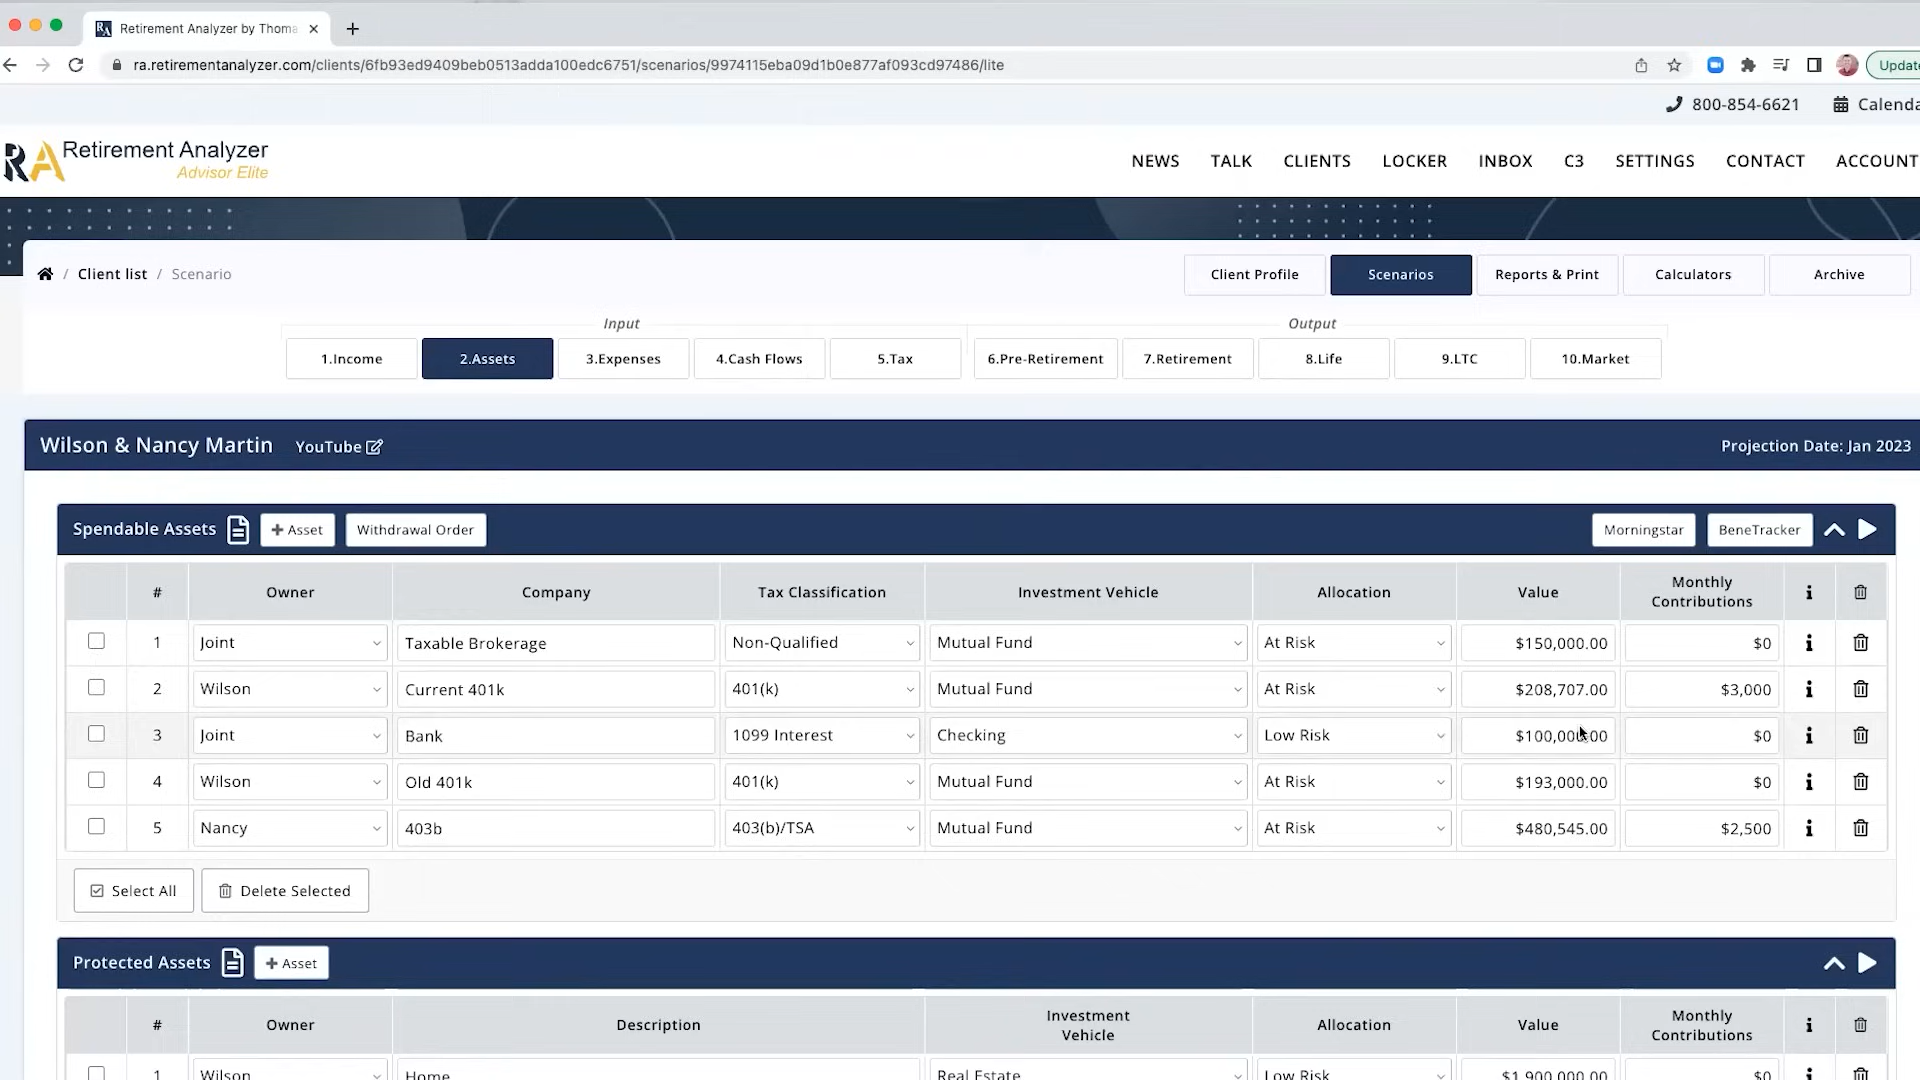 Retirement Analyzer by Thoma
ra.retirementanalyzer.com/clients/6fb93ed9409beb0513adda100edc6751/scenarios/9974115eba09d1b0e877af093cd97486/lite
Update
800-854-6621 Calenda
RA Retirement Analyzer
Advisor Elite
NEWS TALK CLIENTS LOCKER INBOX C3 SETTINGS CONTACT ACCOUNT
/ Client list / Scenario
Client Profile Scenarios Reports & Print Calculators Archive
Input Output
1.Income 2.Assets 3.Expenses 4.Cash Flows 5.Tax 6.Pre-Retirement 7.Retirement 8.Life 9.LTC 10.Market
Wilson & Nancy Martin YouTube Projection Date: Jan 2023
Spendable Assets + Asset Withdrawal Order Morningstar BeneTracker
# Owner Company Tax Classification Investment Vehicle Allocation Value Monthly Contributions
1 Joint Taxable Brokerage Non-Qualified Mutual Fund At Risk $150,000.00 $0
2 Wilson Current 401k 401(k) Mutual Fund At Risk $208,707.00 $3,000
3 Joint Bank 1099 Interest Checking Low Risk $100,000.00 $0
4 Wilson Old 401k 401(k) Mutual Fund At Risk $193,000.00 $0
5 Nancy 403b 403(b)/TSA Mutual Fund At Risk $480,545.00 $2,500
Select All Delete Selected
Protected Assets + Asset
# Owner Description Investment Vehicle Allocation Value Monthly Contributions
1 Wilson Home Real Estate Low Risk $1,900,000.00 $0